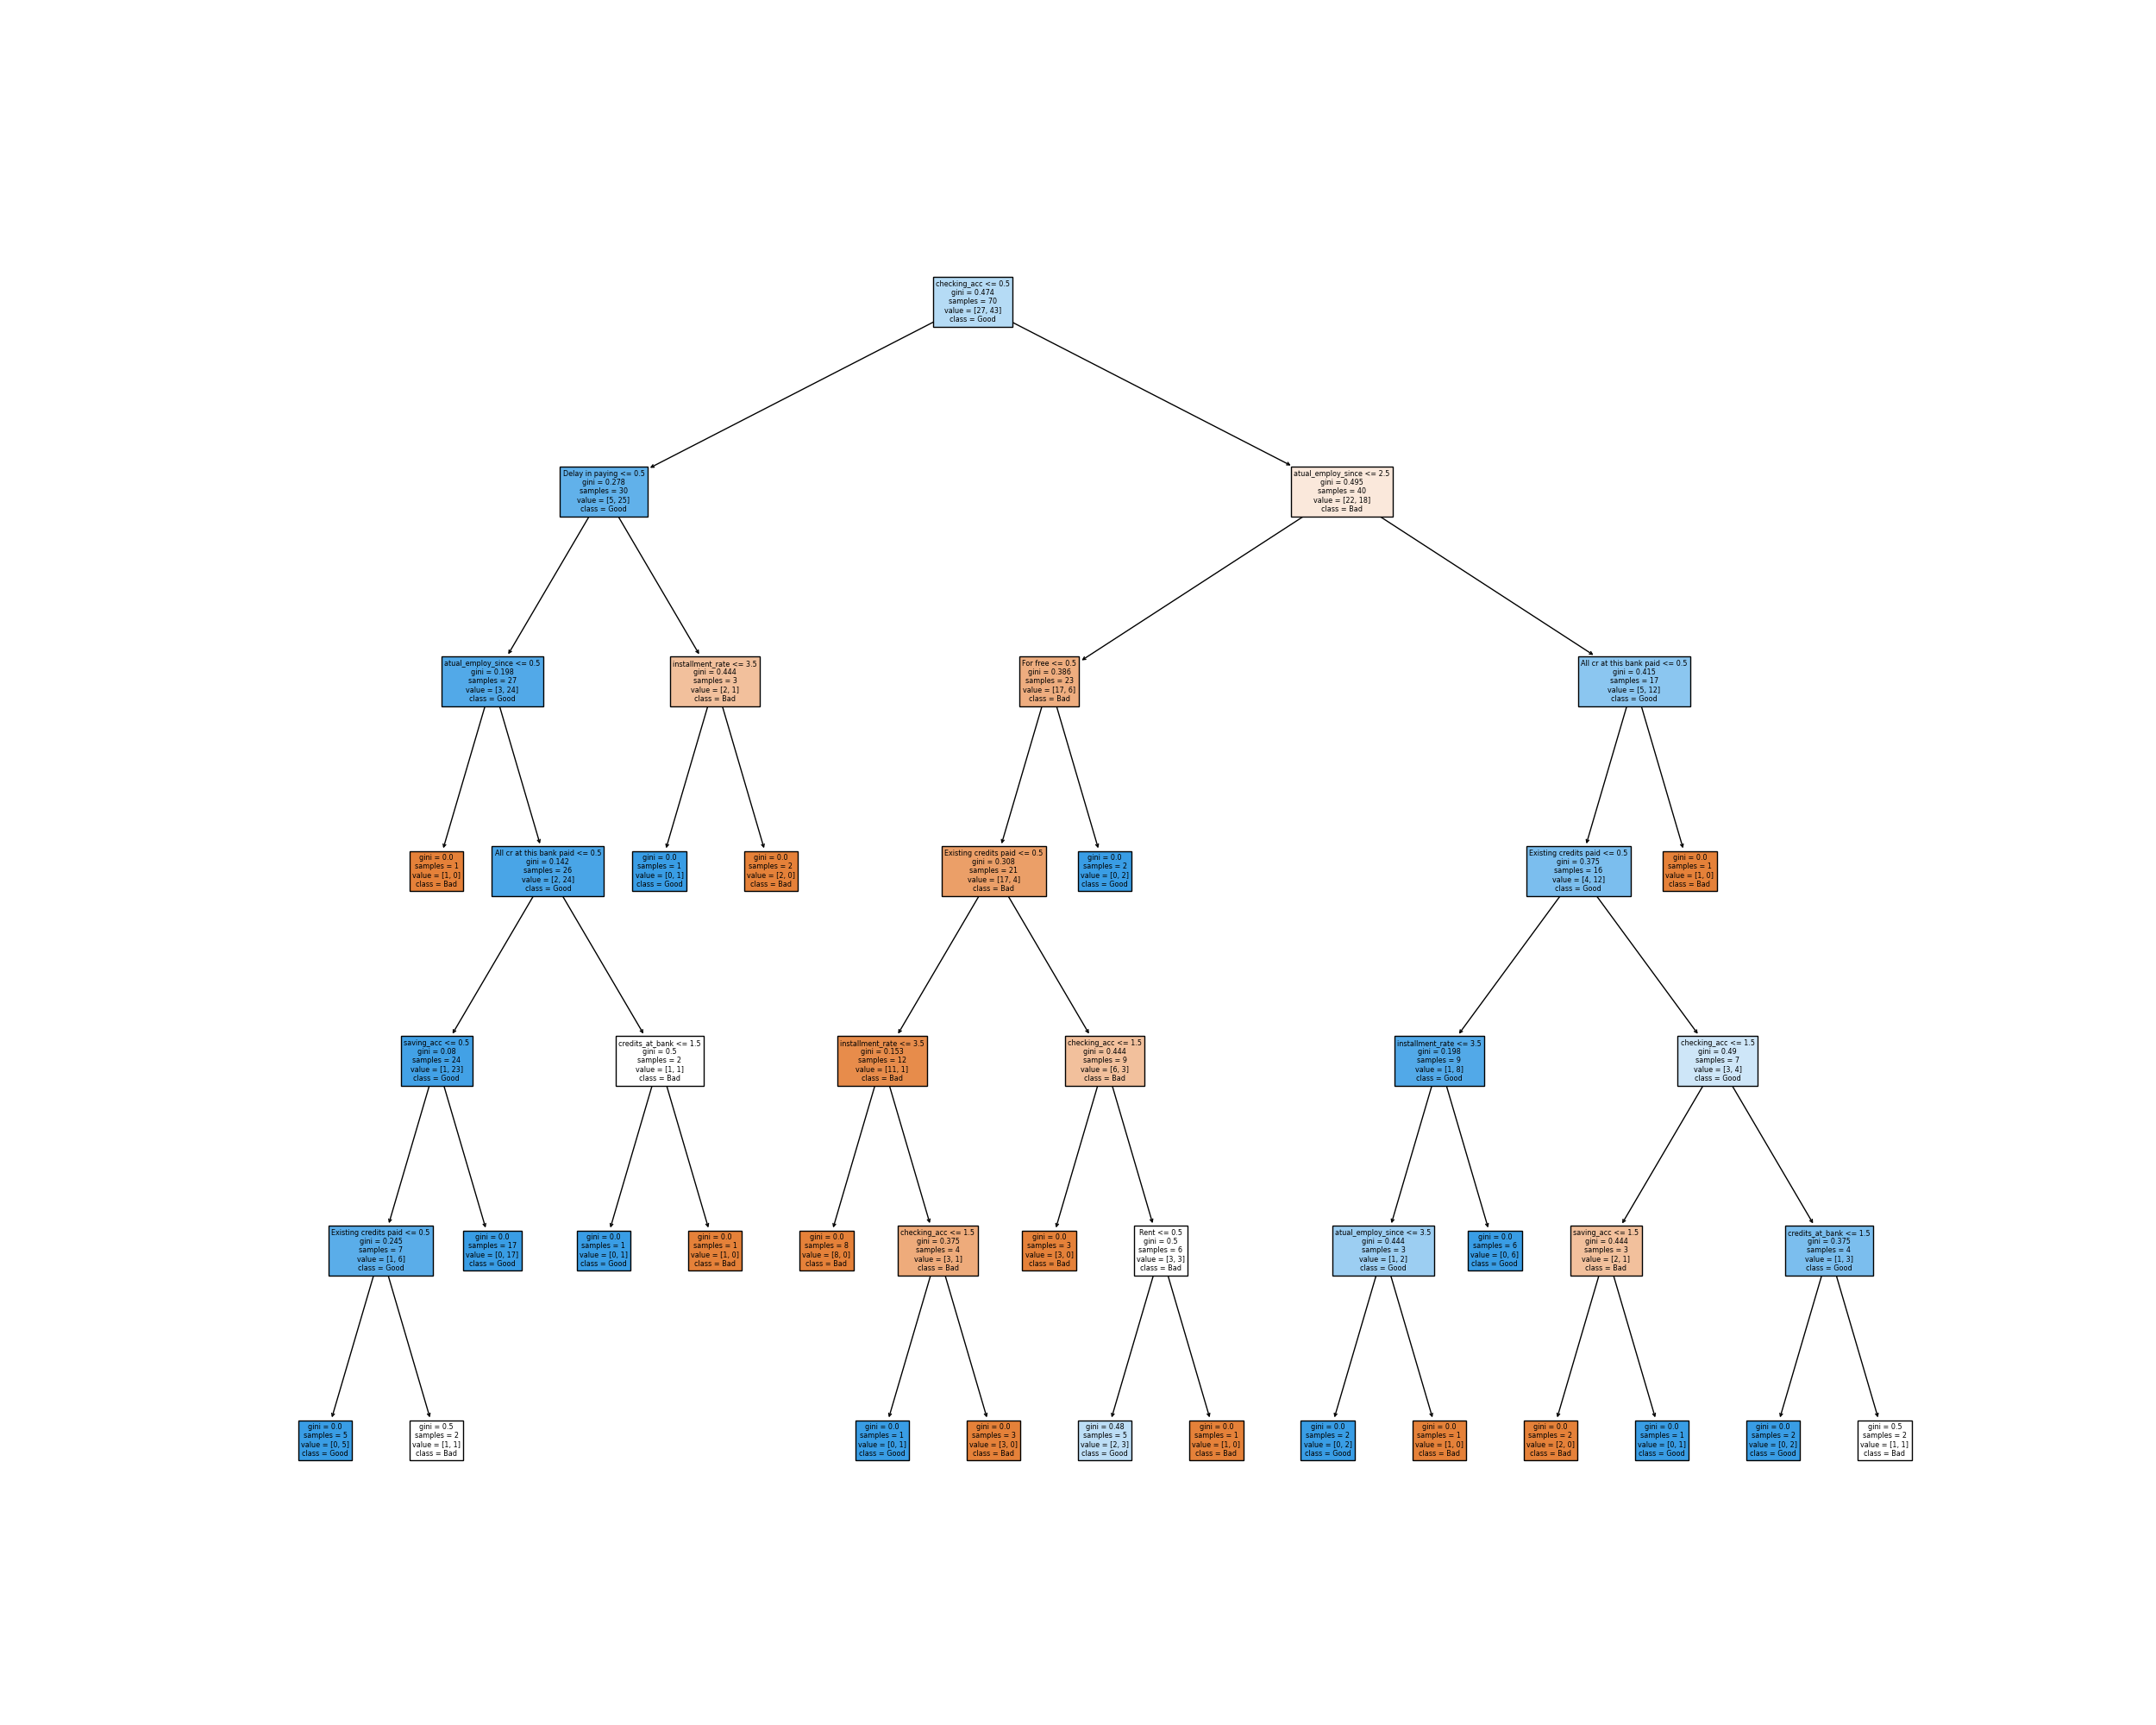 checking_acc <= 0.5
gini = 0.474
samples = 70
value = [27, 43]
class = Good
Delay in paying <= 0.5
gini = 0.278
samples = 30
value = [5, 25]
class = Good
atual_employ_since <= 2.5
gini = 0.495
samples = 40
value = [22, 18]
class = Bad
atual_employ_since <= 0.5
gini = 0.198
samples = 27
value = [3, 24]
class = Good
installment_rate <= 3.5
gini = 0.444
samples = 3
value = [2, 1]
class = Bad
For free <= 0.5
gini = 0.386
samples = 23
value = [17, 6]
class = Bad
All cr at this bank paid <= 0.5
gini = 0.415
samples = 17
value = [5, 12]
class = Good
gini = 0.0
samples = 1
value = [1, 0]
class = Bad
All cr at this bank paid <= 0.5
gini = 0.142
samples = 26
value = [2, 24]
class = Good
gini = 0.0
samples = 1
value = [0, 1]
class = Good
gini = 0.0
samples = 2
value = [2, 0]
class = Bad
Existing credits paid <= 0.5
gini = 0.308
samples = 21
value = [17, 4]
class = Bad
gini = 0.0
samples = 2
value = [0, 2]
class = Good
Existing credits paid <= 0.5
gini = 0.375
samples = 16
value = [4, 12]
class = Good
gini = 0.0
samples = 1
value = [1, 0]
class = Bad
saving_acc <= 0.5
gini = 0.08
samples = 24
value = [1, 23]
class = Good
credits_at_bank <= 1.5
gini = 0.5
samples = 2
value = [1, 1]
class = Bad
installment_rate <= 3.5
gini = 0.153
samples = 12
value = [11, 1]
class = Bad
checking_acc <= 1.5
gini = 0.444
samples = 9
value = [6, 3]
class = Bad
installment_rate <= 3.5
gini = 0.198
samples = 9
value = [1, 8]
class = Good
checking_acc <= 1.5
gini = 0.49
samples = 7
value = [3, 4]
class = Good
Existing credits paid <= 0.5
gini = 0.245
samples = 7
value = [1, 6]
class = Good
gini = 0.0
samples = 17
value = [0, 17]
class = Good
gini = 0.0
samples = 1
value = [0, 1]
class = Good
gini = 0.0
samples = 1
value = [1, 0]
class = Bad
gini = 0.0
samples = 8
value = [8, 0]
class = Bad
checking_acc <= 1.5
gini = 0.375
samples = 4
value = [3, 1]
class = Bad
gini = 0.0
samples = 3
value = [3, 0]
class = Bad
Rent <= 0.5
gini = 0.5
samples = 6
value = [3, 3]
class = Bad
atual_employ_since <= 3.5
gini = 0.444
samples = 3
value = [1, 2]
class = Good
gini = 0.0
samples = 6
value = [0, 6]
class = Good
saving_acc <= 1.5
gini = 0.444
samples = 3
value = [2, 1]
class = Bad
credits_at_bank <= 1.5
gini = 0.375
samples = 4
value = [1, 3]
class = Good
gini = 0.0
samples = 5
value = [0, 5]
class = Good
gini = 0.5
samples = 2
value = [1, 1]
class = Bad
gini = 0.0
samples = 1
value = [0, 1]
class = Good
gini = 0.0
samples = 3
value = [3, 0]
class = Bad
gini = 0.48
samples = 5
value = [2, 3]
class = Good
gini = 0.0
samples = 1
value = [1, 0]
class = Bad
gini = 0.0
samples = 2
value = [0, 2]
class = Good
gini = 0.0
samples = 1
value = [1, 0]
class = Bad
gini = 0.0
samples = 2
value = [2, 0]
class = Bad
gini = 0.0
samples = 1
value = [0, 1]
class = Good
gini = 0.0
samples = 2
value = [0, 2]
class = Good
gini = 0.5
samples = 2
value = [1, 1]
class = Bad